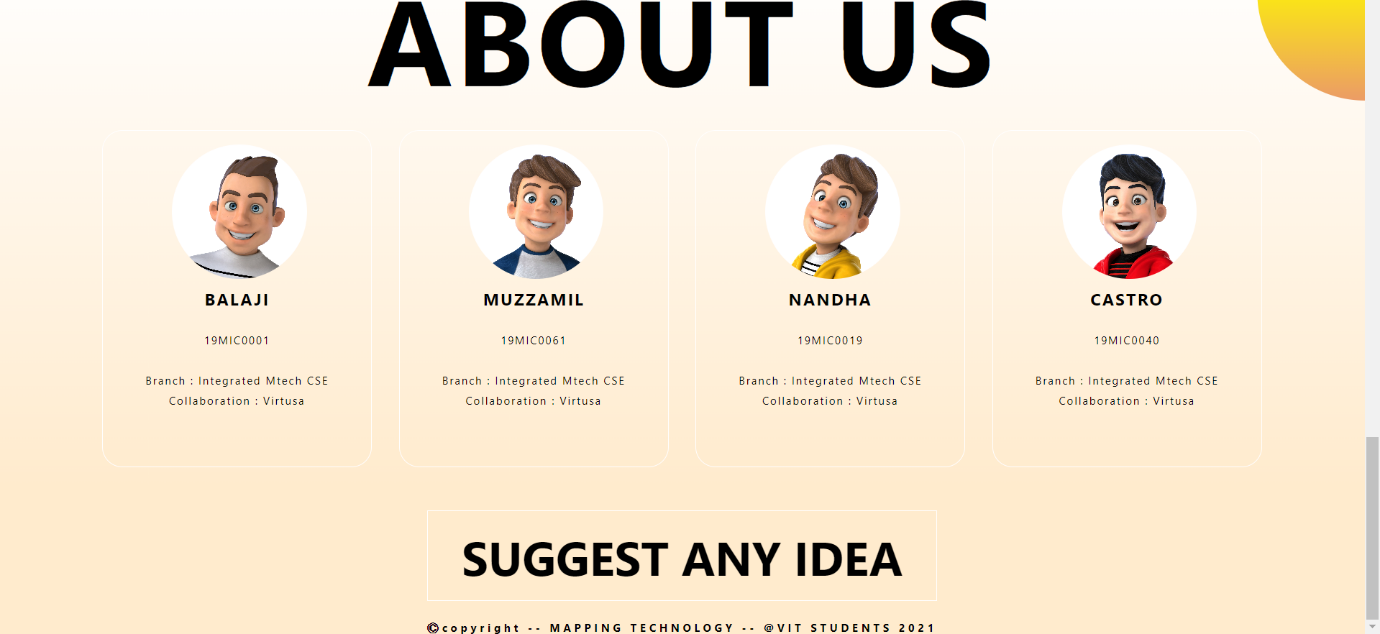 ABOUT US
BALAJI
19MIC0001
Branch : Integrated Mtech CSE
Collaboration : Virtusa
MUZZAMIL
19MIC0061
Branch : Integrated Mtech CSE
Collaboration : Virtusa
NANDHA
19MIC0019
Branch : Integrated Mtech CSE
Collaboration : Virtusa
CASTRO
19MIC0040
Branch : Integrated Mtech CSE
Collaboration : Virtusa
SUGGEST ANY IDEA
©copyright -- MAPPING TECHNOLOGY -- @VIT STUDENTS 2021